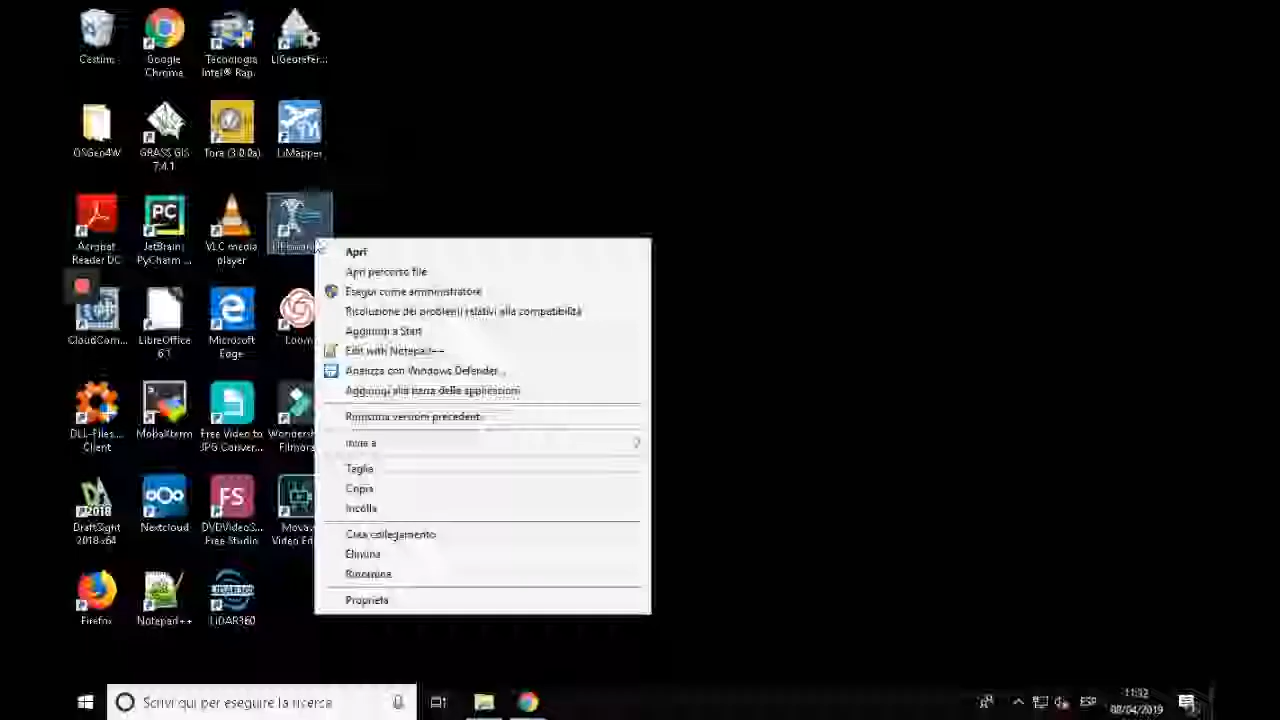 Cestino
Google
Chrome
Tecnologia
Intel® Rap...
LiGeorefer...
OSGeo4W
GRASS GIS
7.4.1
Tora (3.0.0a)
LiMapper
Acrobat
Reader DC
JetBrains
PyCharm ...
VLC media
player
CloudCom...
LibreOffice
6.1
Microsoft
Edge
Loom
DLL-Files...
Client
MobaXterm
Free Video to
JPG Conver...
Wondersh
Filmora
DraftSight
2018 x64
Nextcloud
DVDVideoS...
Free Studio
Movavi
Video Ed
Firefox
Notepad++
LiDAR360
PC
FS
2018
Apri
Apri percorso file
Esegui come amministratore
Risoluzione dei problemi relativi alla compatibilità
Aggiungi a Start
Edit with Notepad++
Analizza con Windows Defender...
Aggiungi alla barra delle applicazioni
Ripristina versioni precedenti
Invia a
Taglia
Copia
Incolla
Crea collegamento
Elimina
Rinomina
Proprietà
Scrivi qui per eseguire la ricerca
ESP
11:32
08/04/2019